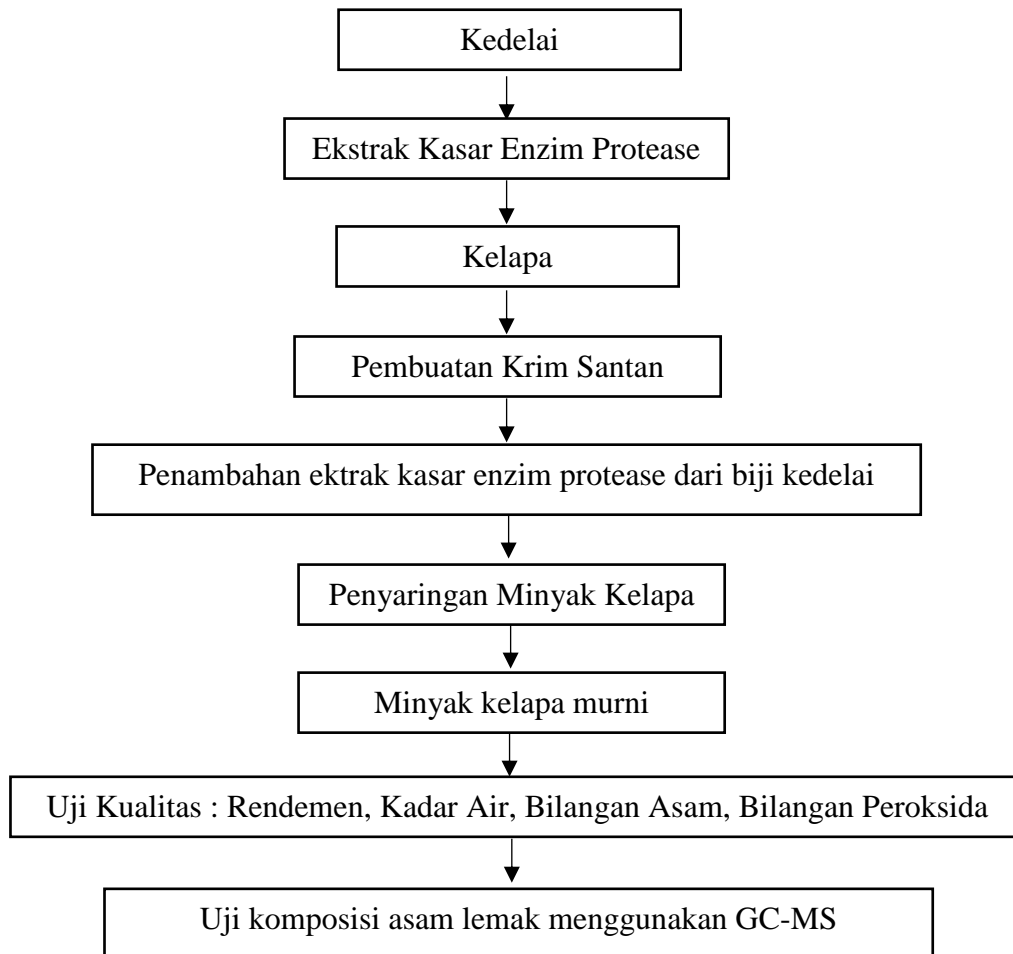 Kedelai
Ekstrak Kasar Enzim Protease
Kelapa
Pembuatan Krim Santan
Penambahan ektrak kasar enzim protease dari biji kedelai
Penyaringan Minyak Kelapa
Minyak kelapa murni
Uji Kualitas : Rendemen, Kadar Air, Bilangan Asam, Bilangan Peroksida
Uji komposisi asam lemak menggunakan GC-MS